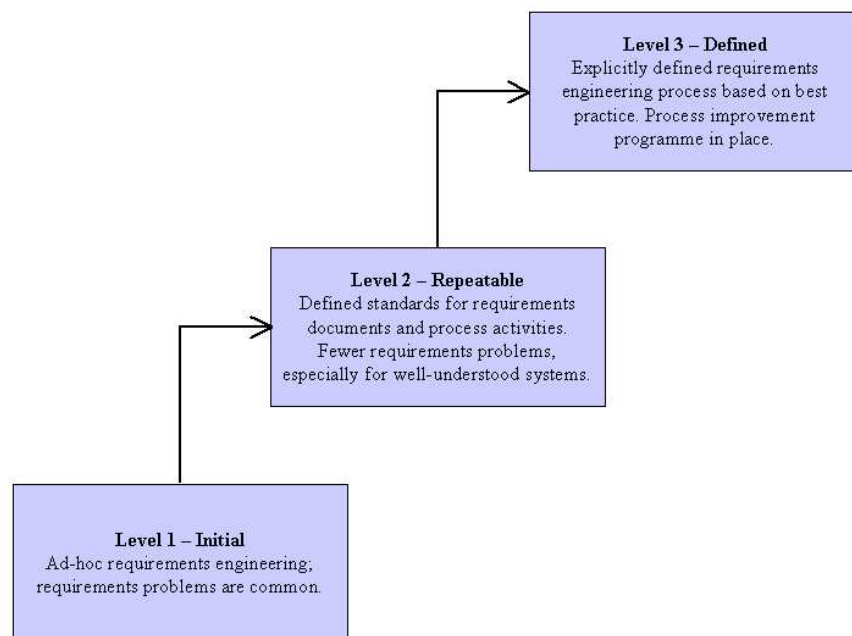 Level 3 – Defined
Explicitly defined requirements
engineering process based on best
practice. Process improvement
programme in place.
Level 2 – Repeatable
Defined standards for requirements
documents and process activities.
Fewer requirements problems,
especially for well-understood systems.
Level 1 – Initial
Ad-hoc requirements engineering;
requirements problems are common.